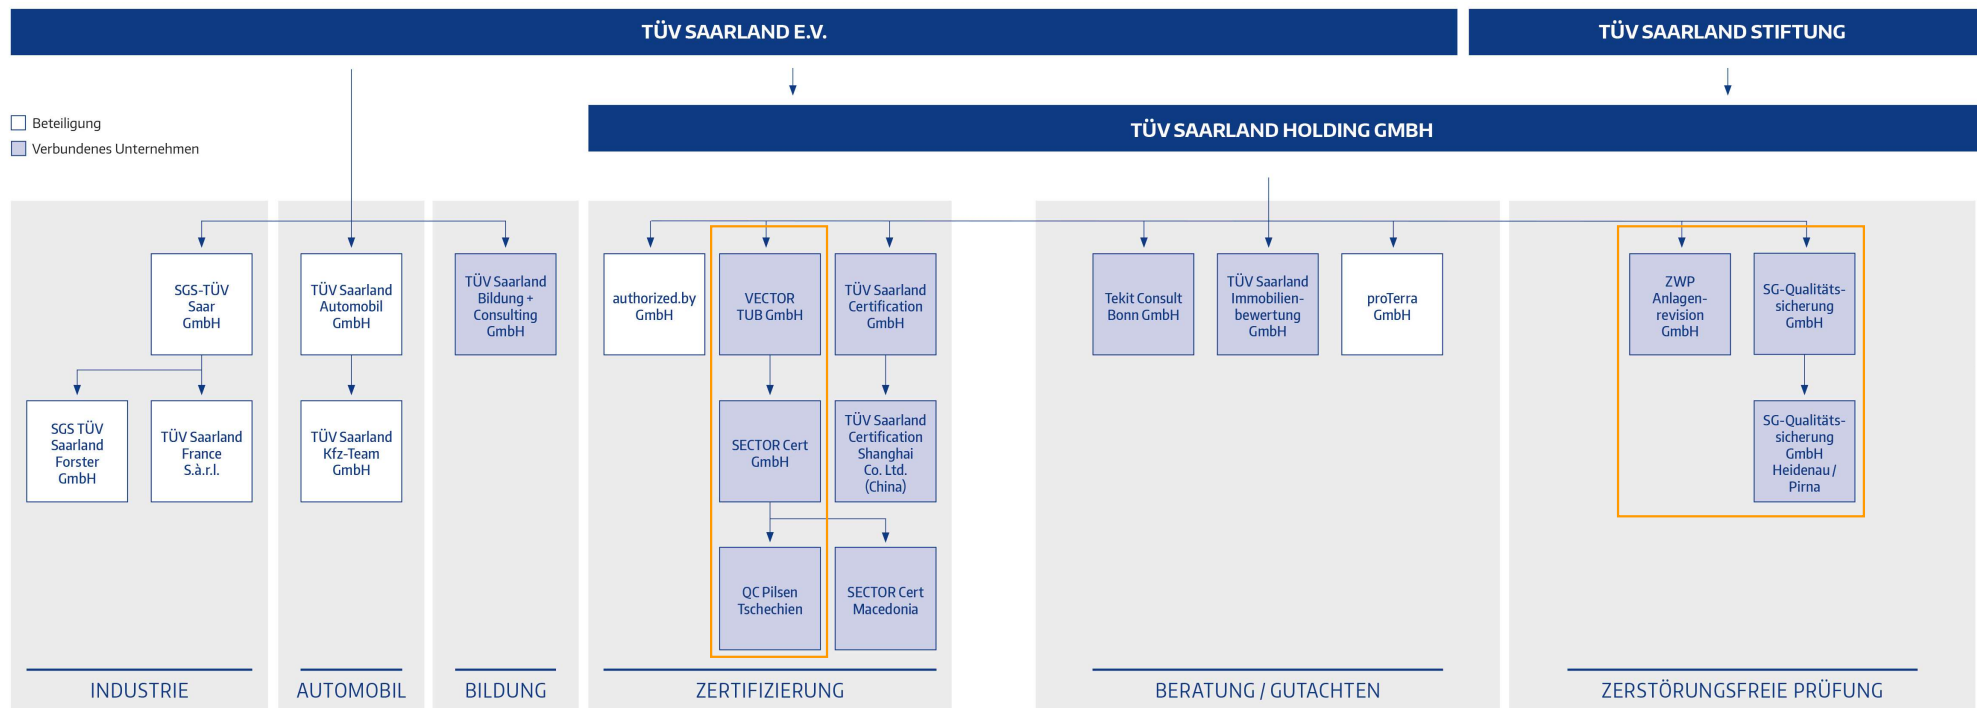 TÜV SAARLAND E.V.
TÜV SAARLAND STIFTUNG
Beteiligung
Verbundenes Unternehmen
TÜV SAARLAND HOLDING GMBH
SGS-TÜV
Saar
GmbH
SGS TÜV
Saarland
Forster
GmbH
TÜV Saarland
France
S.à.r.l.
INDUSTRIE
TÜV Saarland
Automobil
GmbH
TÜV Saarland
Kfz-Team
GmbH
AUTOMOBIL
TÜV Saarland
Bildung +
Consulting
GmbH
BILDUNG
authorized.by
GmbH
VECTOR
TUB GmbH
TÜV Saarland
Certification
GmbH
SECTOR Cert
GmbH
TÜV Saarland
Certification
Shanghai
Co. Ltd.
(China)
QC Pilsen
Tschechien
SECTOR Cert
Macedonia
ZERTIFIZIERUNG
Tekit Consult
Bonn GmbH
TÜV Saarland
Immobilien-
bewertung
GmbH
proTerra
GmbH
BERATUNG / GUTACHTEN
ZWP
Anlagen-
revision
GmbH
SG-Qualitäts-
sicherung
GmbH
SG-Qualitäts-
sicherung
GmbH
Heidenau /
Pirna
ZERSTÖRUNGSFREIE PRÜFUNG